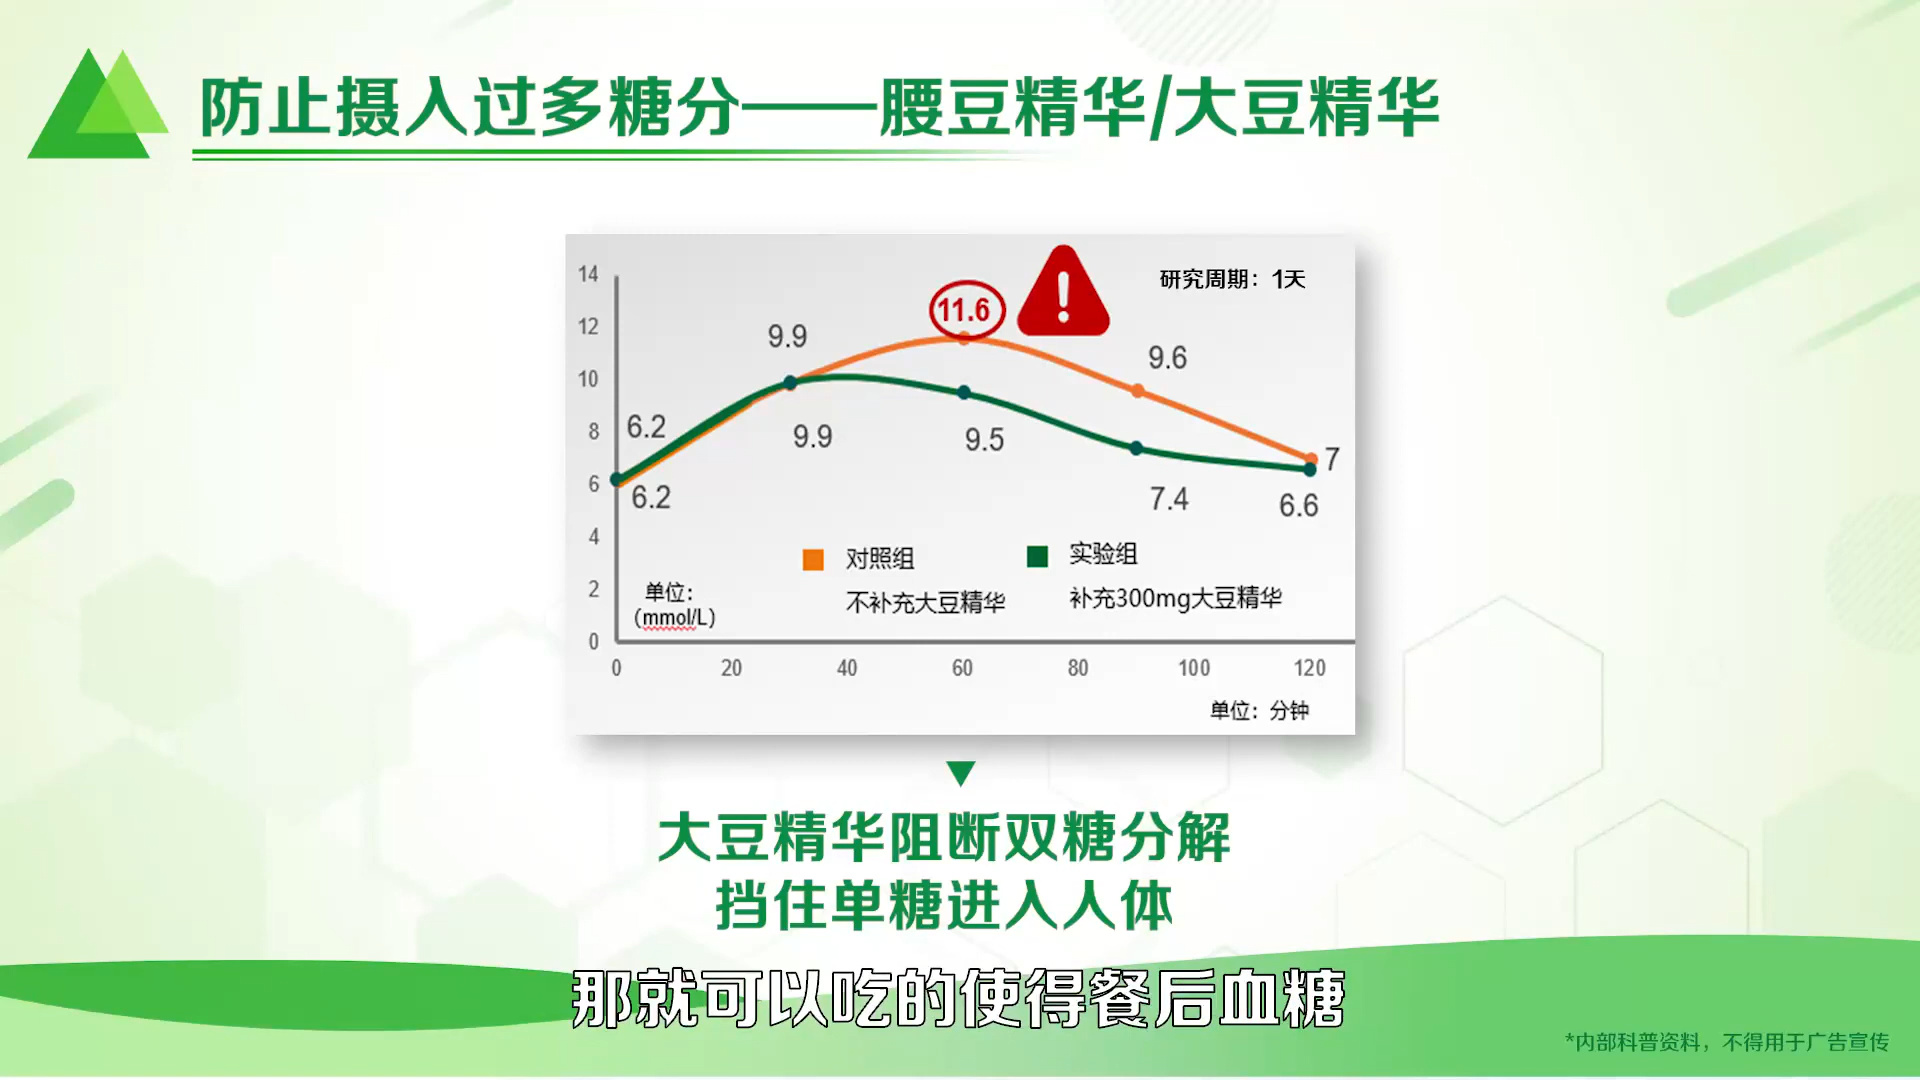 防止摄入过多糖分——腰豆精华/大豆精华
研究周期：1天
14
12
10
8
6
4
2
0
11.6
9.9
9.6
6.2
9.9
9.5
7
6.2
7.4
6.6
单位：
（mmol/L）
对照组
不补充大豆精华
实验组
补充300mg大豆精华
0 20 40 60 80 100 120
单位：分钟
大豆精华阻断双糖分解
挡住单糖进入人体
那就可以吃的使得餐后血糖
*内部科普资料，不得用于广告宣传